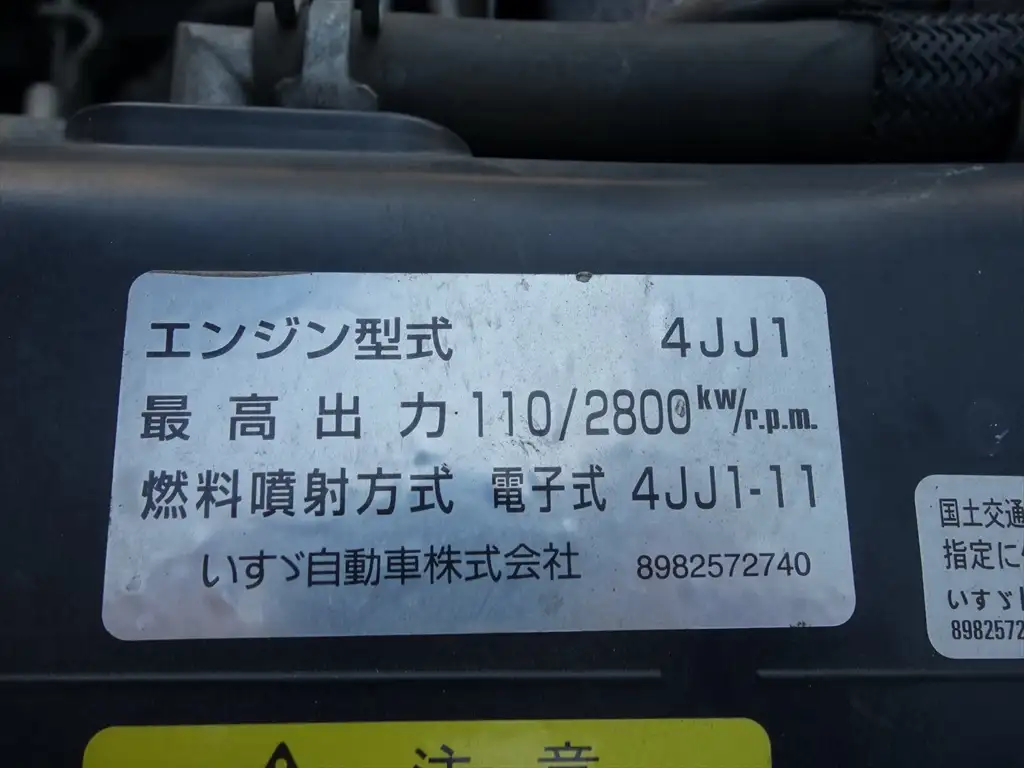 エンジン型式 4JJ1
最高出力 110/2800 kw/r.p.m.
燃料噴射方式 電子式 4JJ1-11
いすゞ自動車株式会社 8982572740
国土交通
指定に
いすゞ
8982572
注意